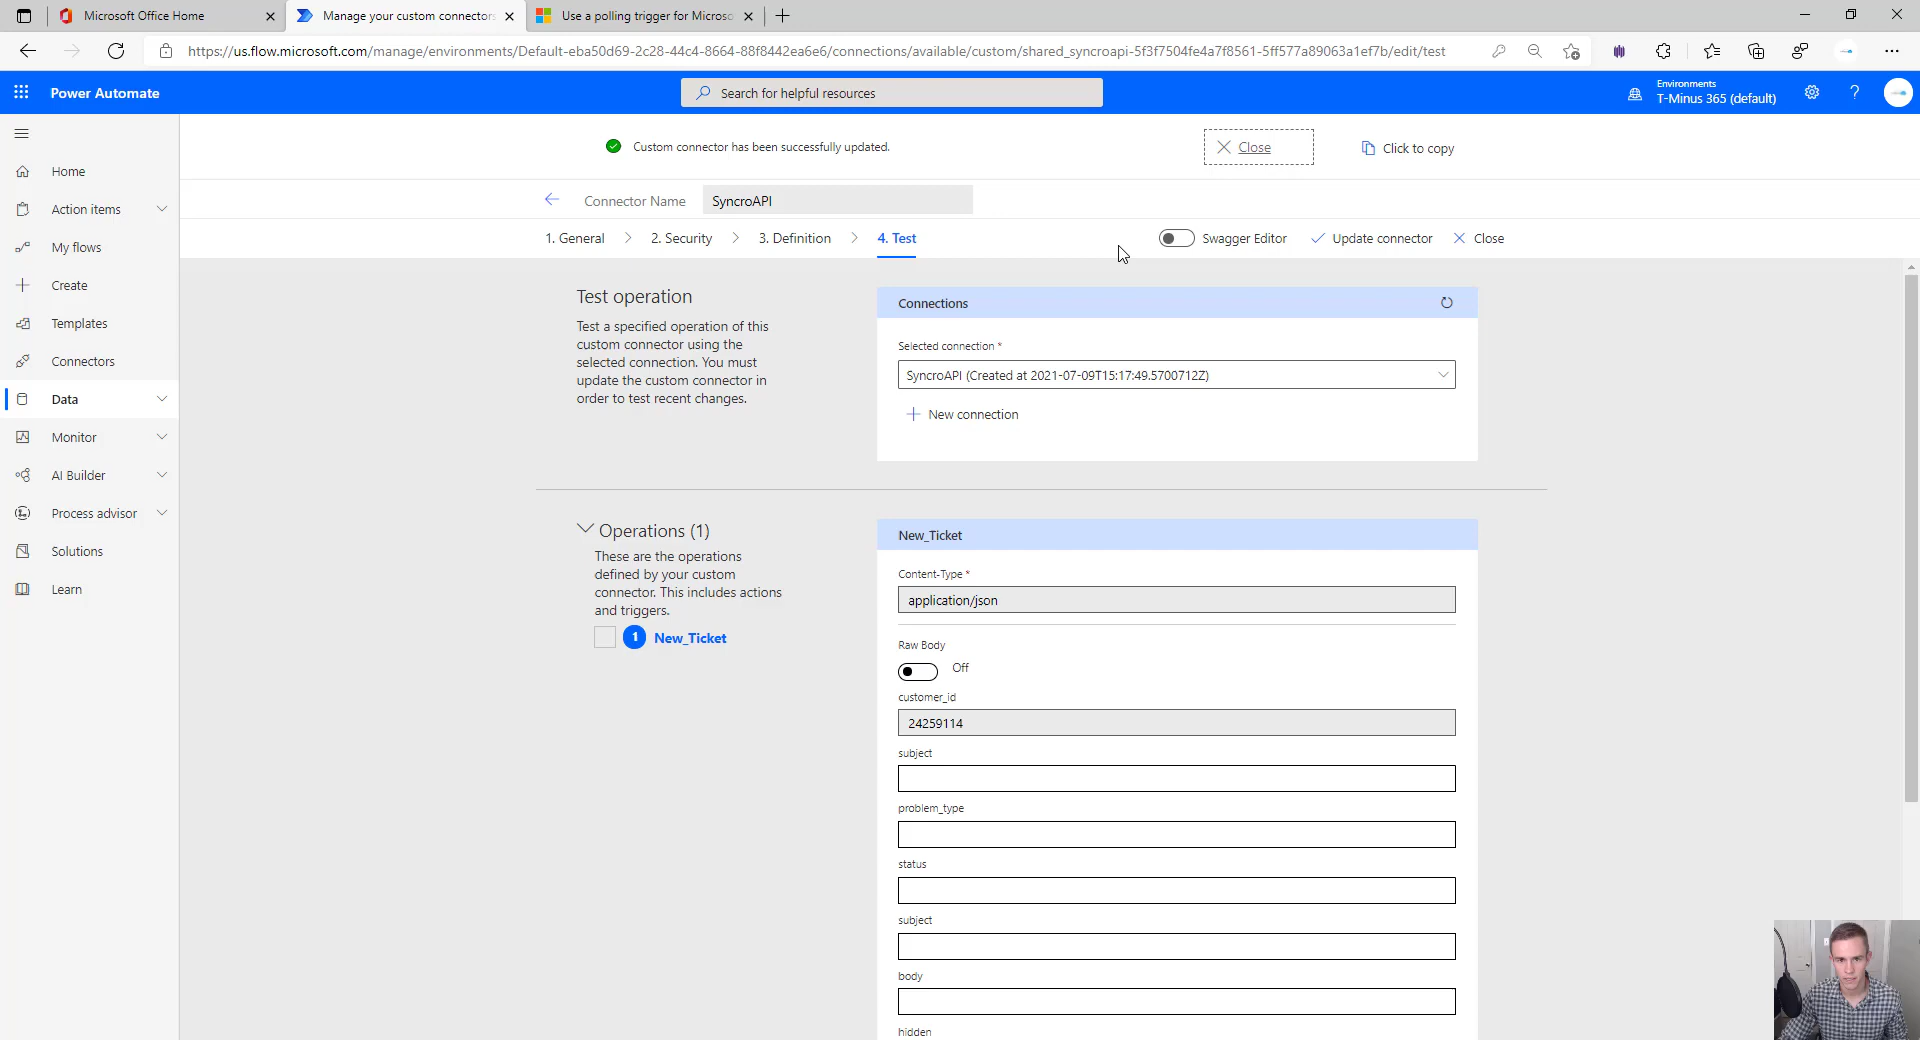 Microsoft Office Home
Manage your custom connectors
Use a polling trigger for Microso
https://us.flow.microsoft.com/manage/environments/Default-eba50d69-2c28-44c4-8664-88f8442ea6e6/connections/available/custom/shared_syncroapi-5f3f7504fe4a7f8561-5ff577a89063a1ef7b/edit/test
Power Automate
Search for helpful resources
Environments
T-Minus 365 (default)
?
Home
Action items
My flows
Create
Templates
Connectors
Data
Monitor
AI Builder
Process advisor
Solutions
Learn
Custom connector has been successfully updated.
Close
Click to copy
Connector Name
SyncroAPI
1. General
2. Security
3. Definition
4. Test
Swagger Editor
Update connector
Close
Test operation
Test a specified operation of this
custom connector using the
selected connection. You must
update the custom connector in
order to test recent changes.
Connections
Selected connection *
SyncroAPI (Created at 2021-07-09T15:17:49.5700712Z)
New connection
Operations (1)
These are the operations
defined by your custom
connector. This includes actions
and triggers.
1
New_Ticket
New_Ticket
Content-Type *
application/json
Raw Body
Off
customer_id
24259114
subject
problem_type
status
subject
body
hidden